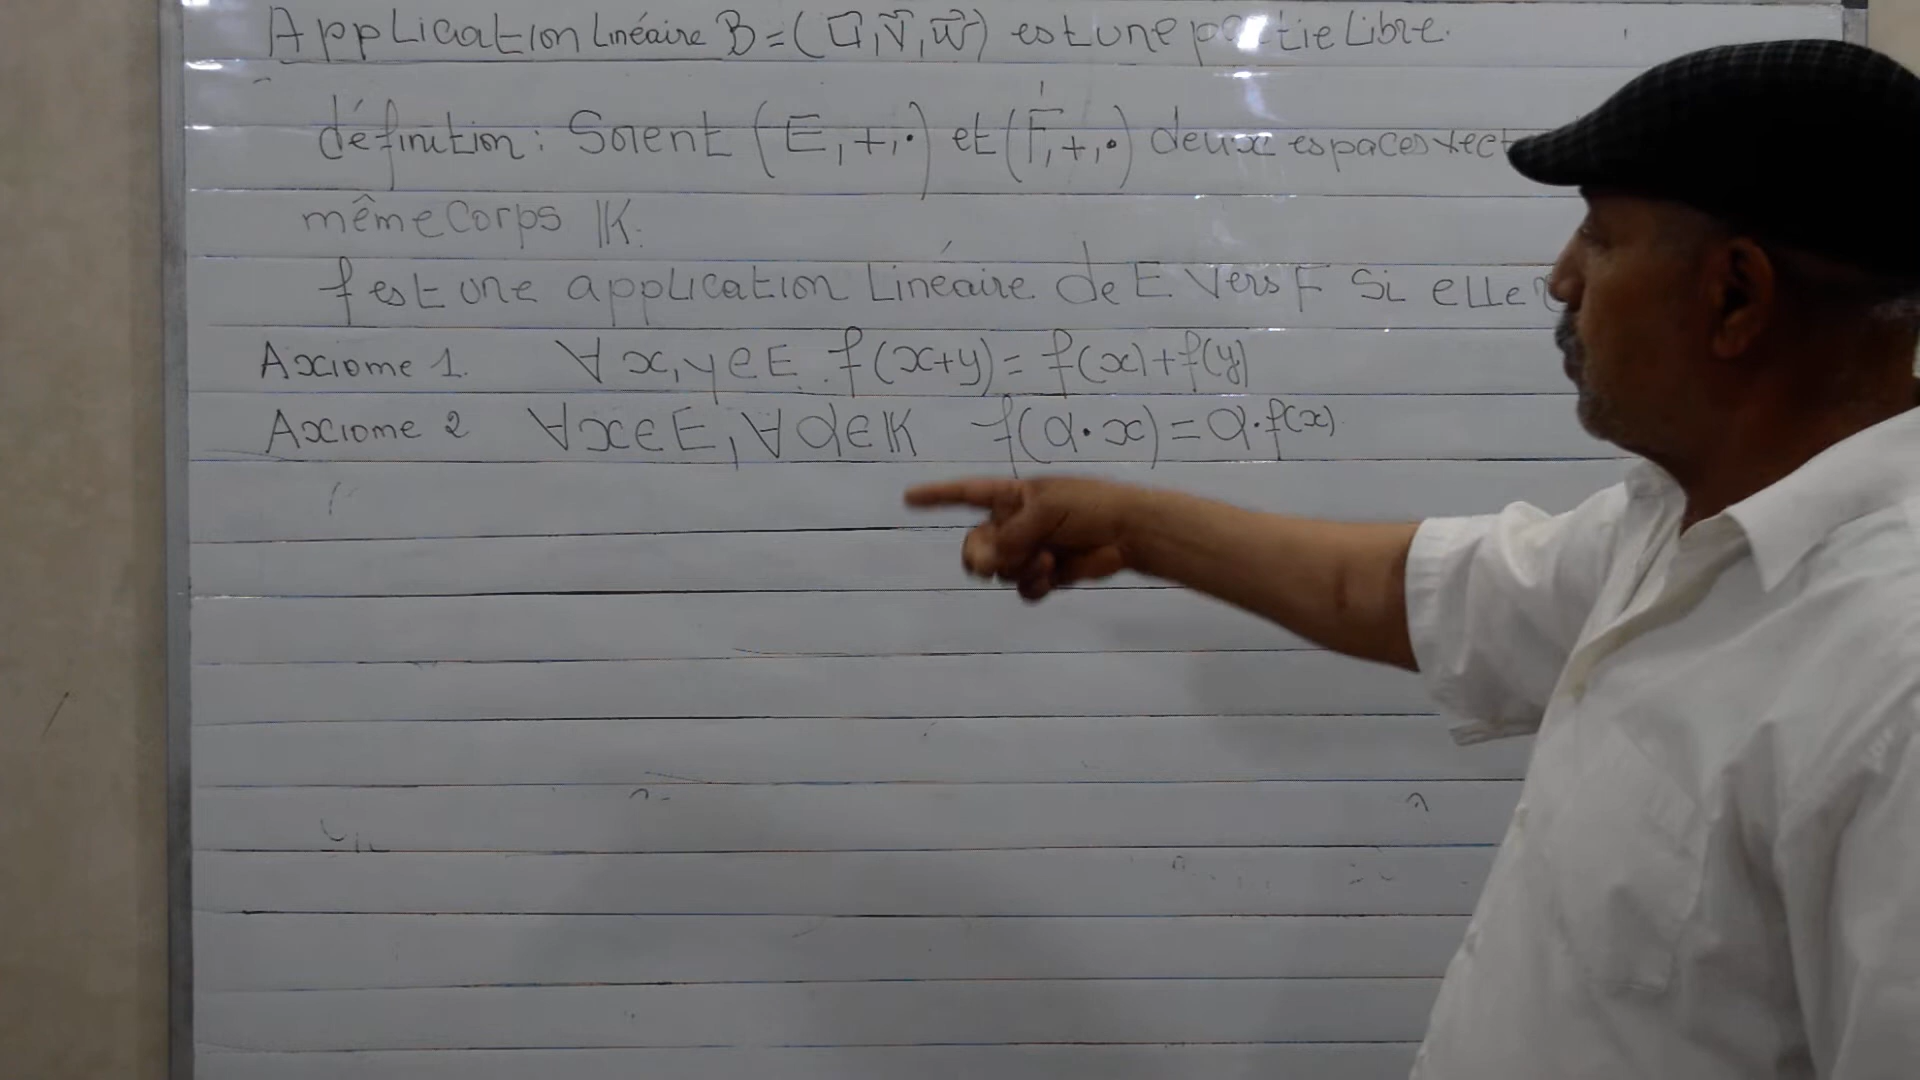 Application Linéaire B = (U⃗, V⃗, W⃗) est une partie Libre.
définition : Soient (E, +, •) et (F, +, •) deux espaces vect
même Corps IK.
f est une application Linéaire de E vers F Si elle
Axiome 1. ∀ x, y ∈ E f(x+y) = f(x) + f(y)
Axiome 2 ∀ x ∈ E, ∀ α ∈ IK f(α • x) = α • f(x)